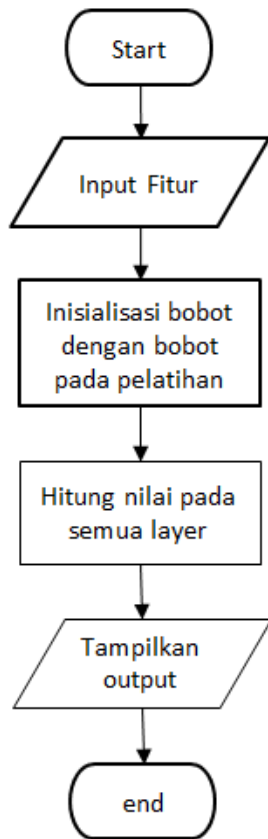 Start
Input Fitur
Inisialisasi bobot
dengan bobot
pada pelatihan
Hitung nilai pada
semua layer
Tampilkan
output
end